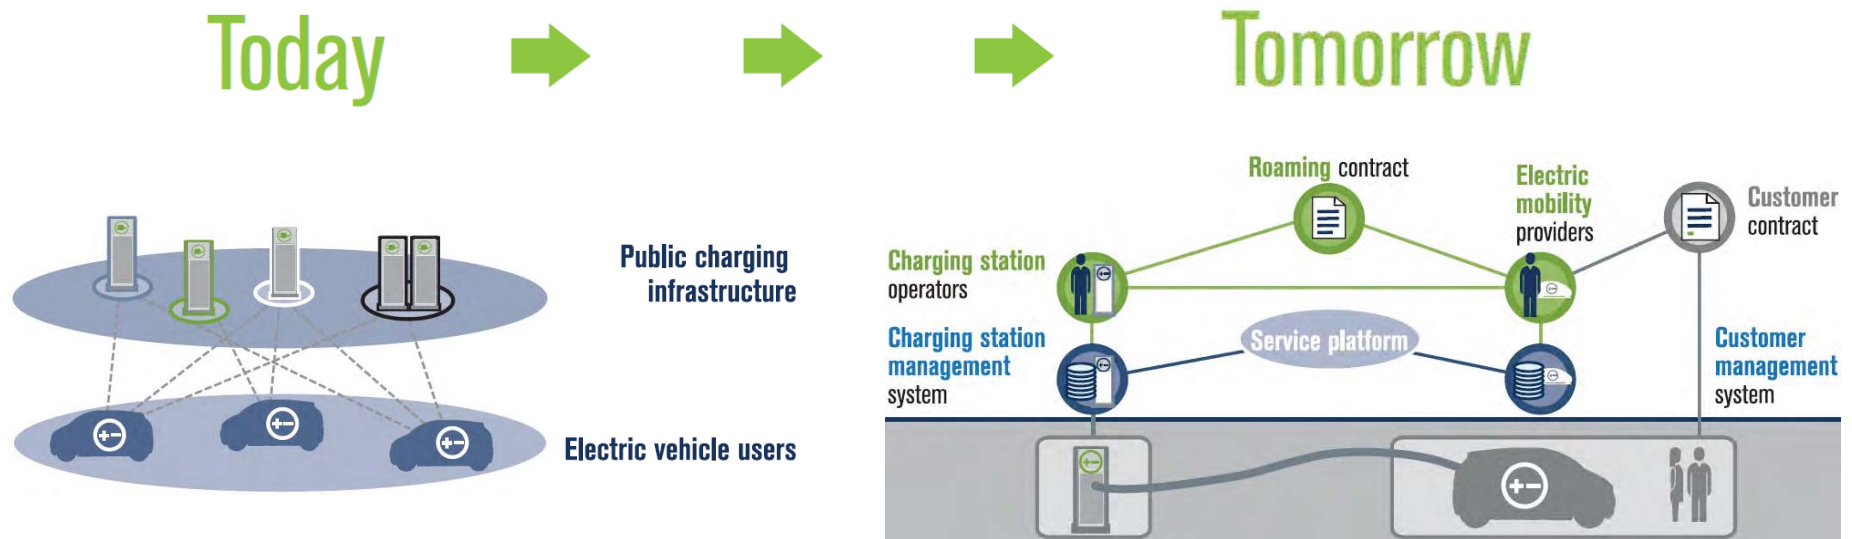 Today
Tomorrow
Public charging
infrastructure
Electric vehicle users
Roaming contract
Electric
mobility
providers
Customer
contract
Charging station
operators
Charging station
management
system
Service platform
Customer
management
system